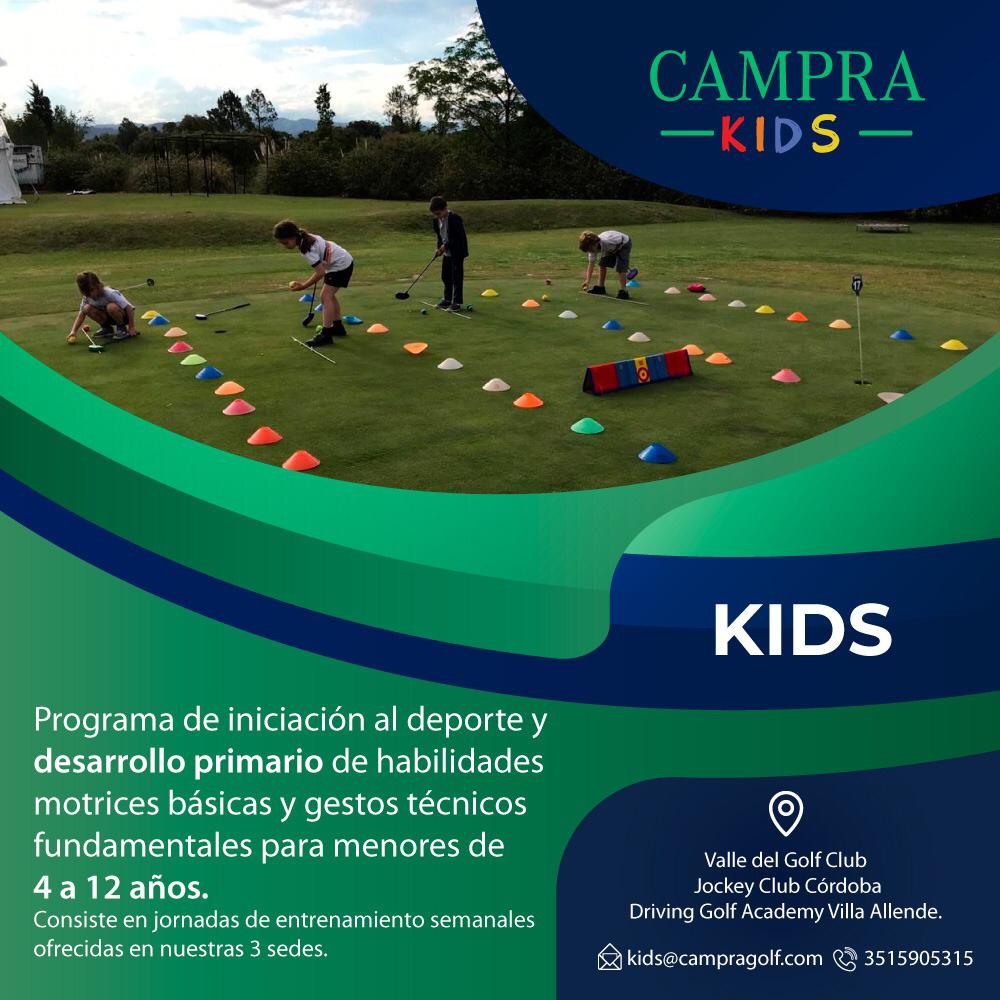 CAMPRA
KIDS
17
KIDS
Programa de iniciación al deporte y
desarrollo primario de habilidades
motrices básicas y gestos técnicos
fundamentales para menores de
4 a 12 años.
Consiste en jornadas de entrenamiento semanales
ofrecidas en nuestras 3 sedes.
Valle del Golf Club
Jockey Club Córdoba
Driving Golf Academy Villa Allende.
kids@campragolf.com 3515905315